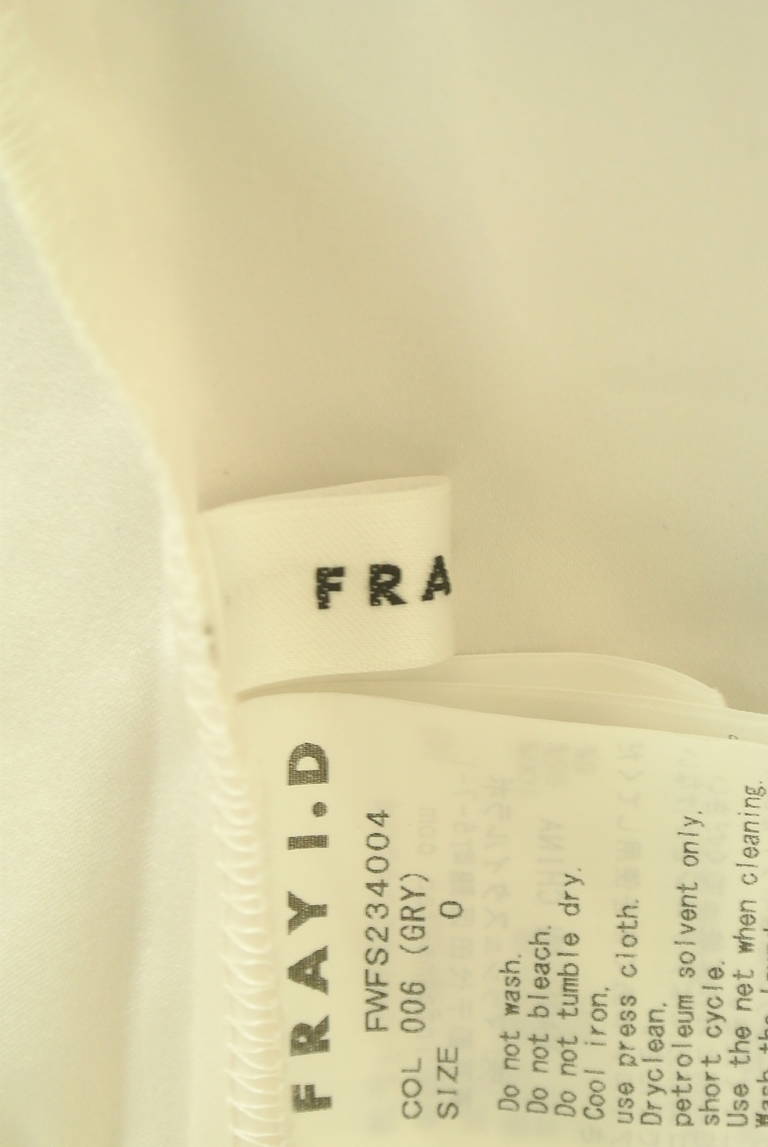 FRA
FRAY I.D
FWFS234004
COL 006 (GRY)
SIZE 0
Do not wash.
Do not bleach.
Do not tumble dry.
Cool iron,
use press cloth.
Dryclean,
petroleum solvent only,
short cycle.
Use the net when cleaning.